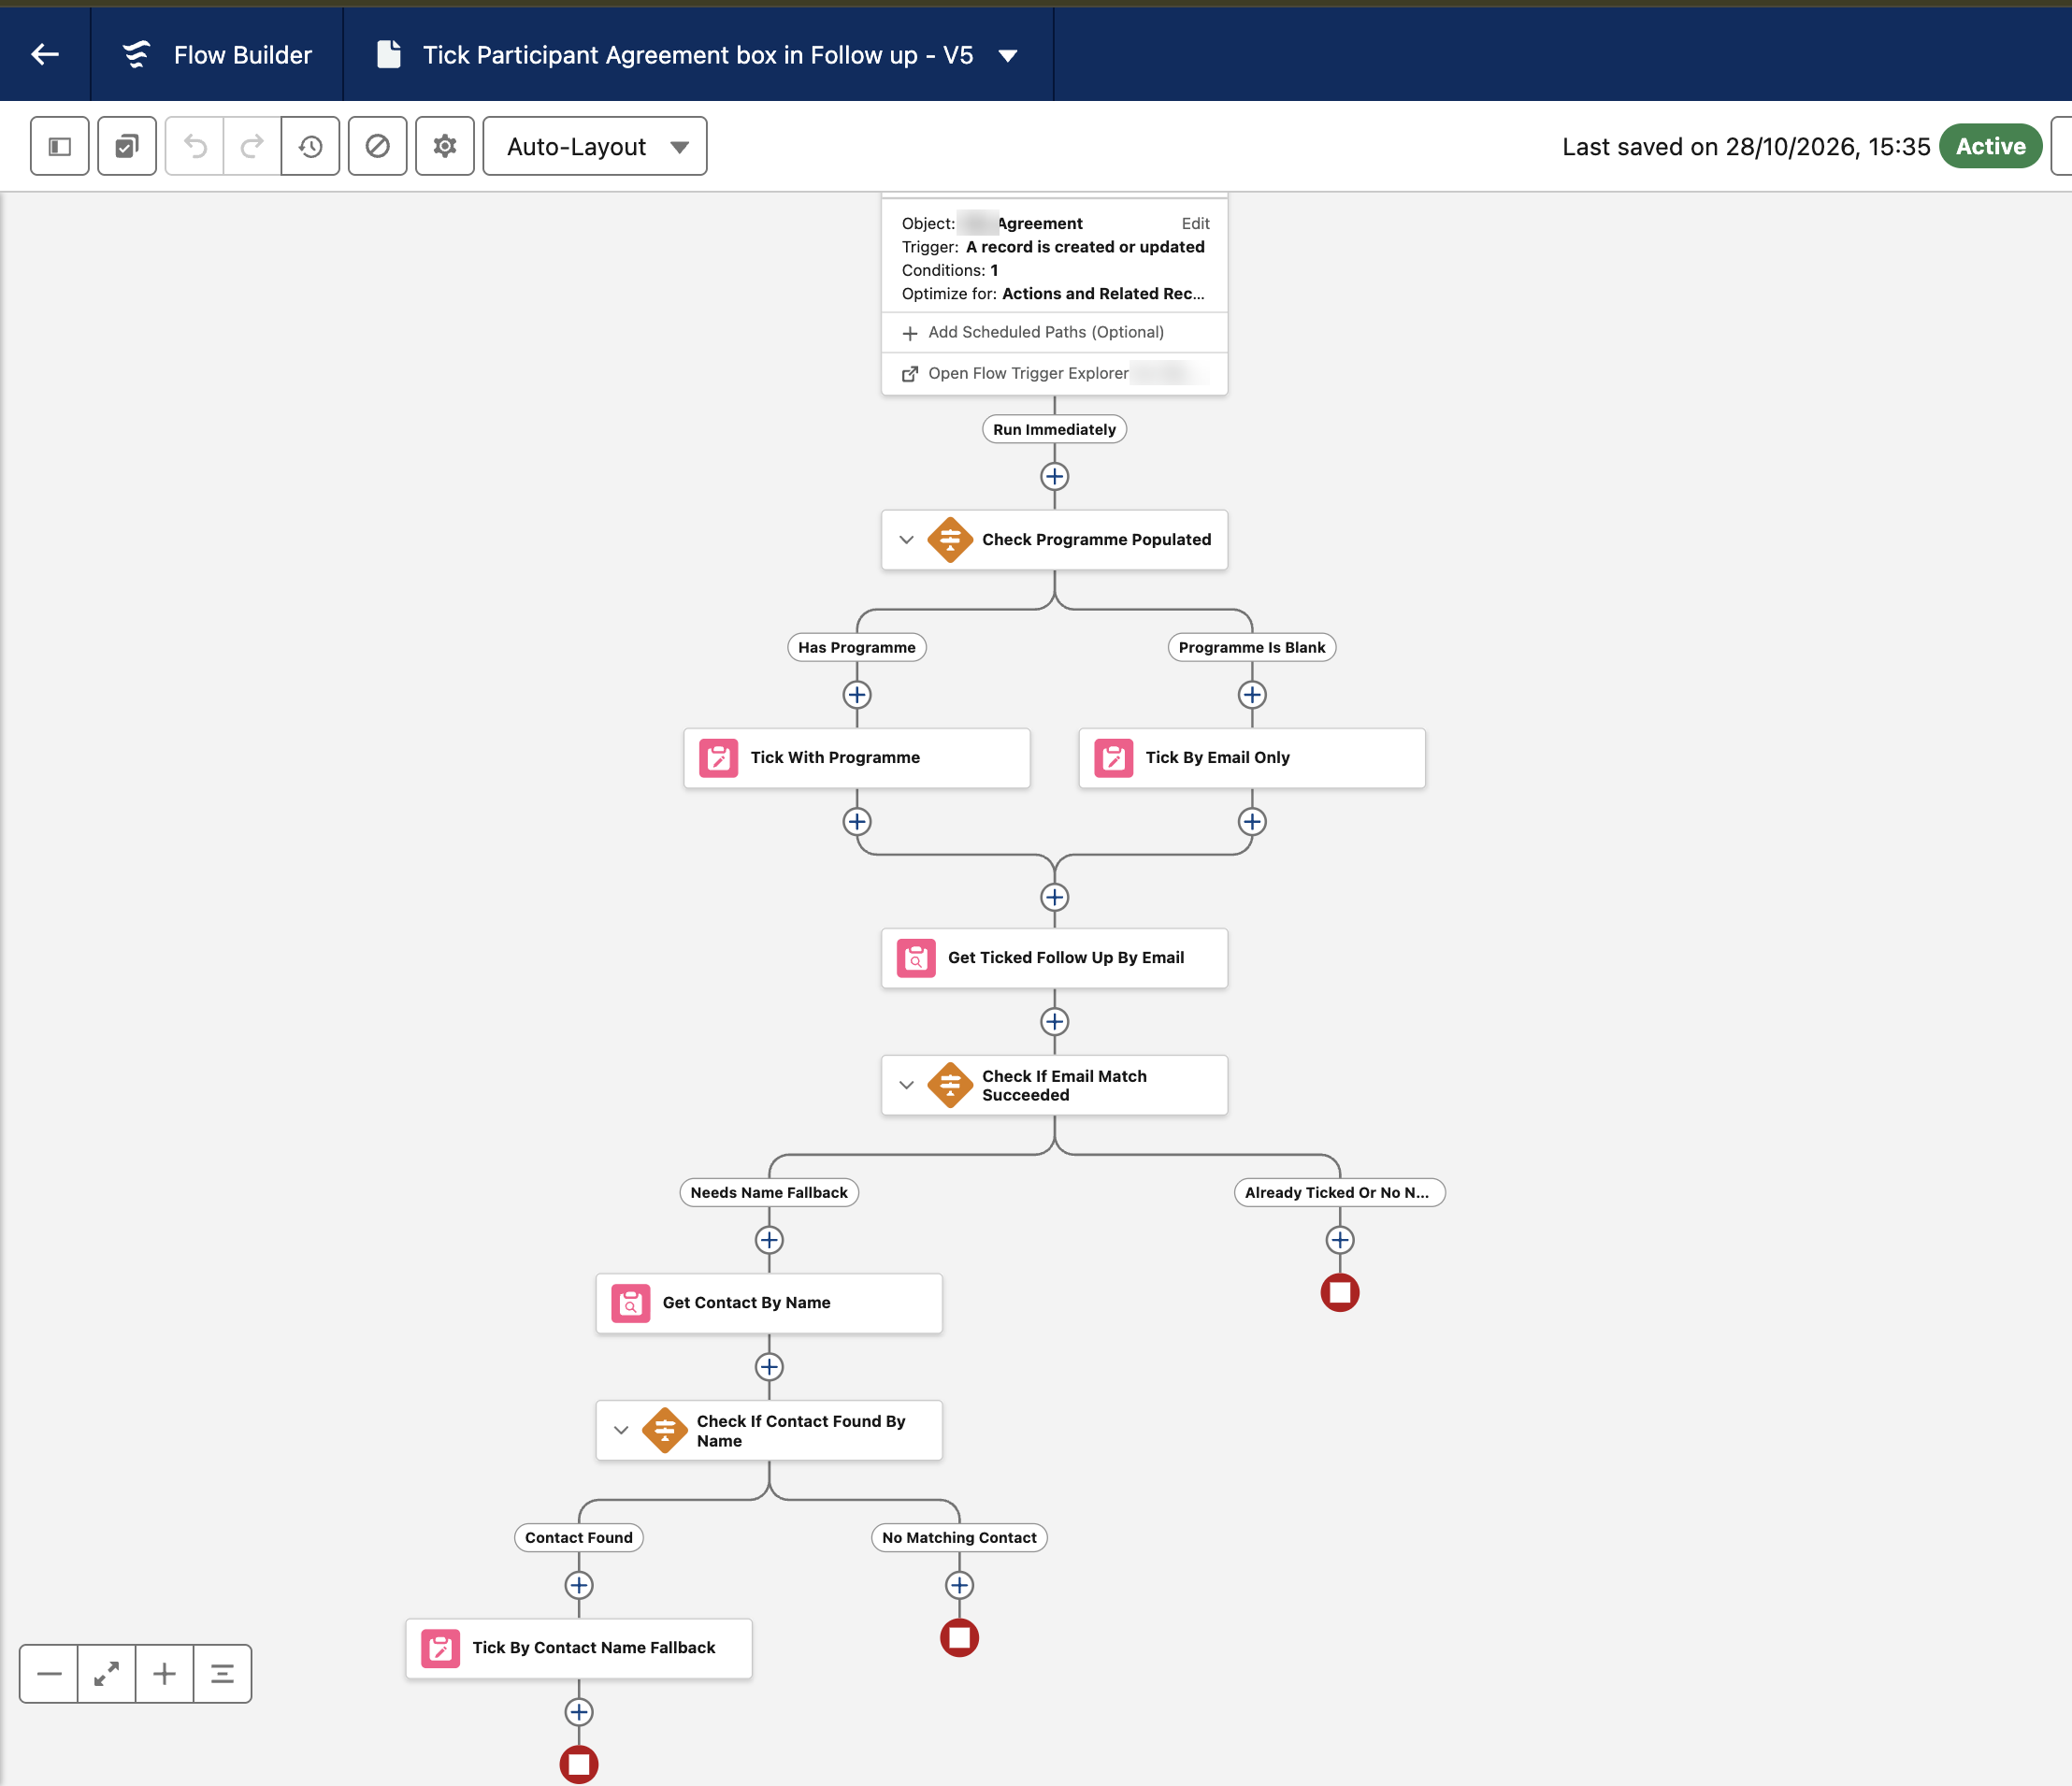 Flow Builder
Tick Participant Agreement box in Follow up - V5
Auto-Layout
Last saved on 28/10/2026, 15:35
Active
Object: Agreement
Edit
Trigger: A record is created or updated
Conditions: 1
Optimize for: Actions and Related Rec...
Add Scheduled Paths (Optional)
Open Flow Trigger Explorer
Run Immediately
Check Programme Populated
Has Programme
Programme Is Blank
Tick With Programme
Tick By Email Only
Get Ticked Follow Up By Email
Check If Email Match
Succeeded
Needs Name Fallback
Already Ticked Or No N...
Get Contact By Name
Check If Contact Found By
Name
Contact Found
No Matching Contact
Tick By Contact Name Fallback